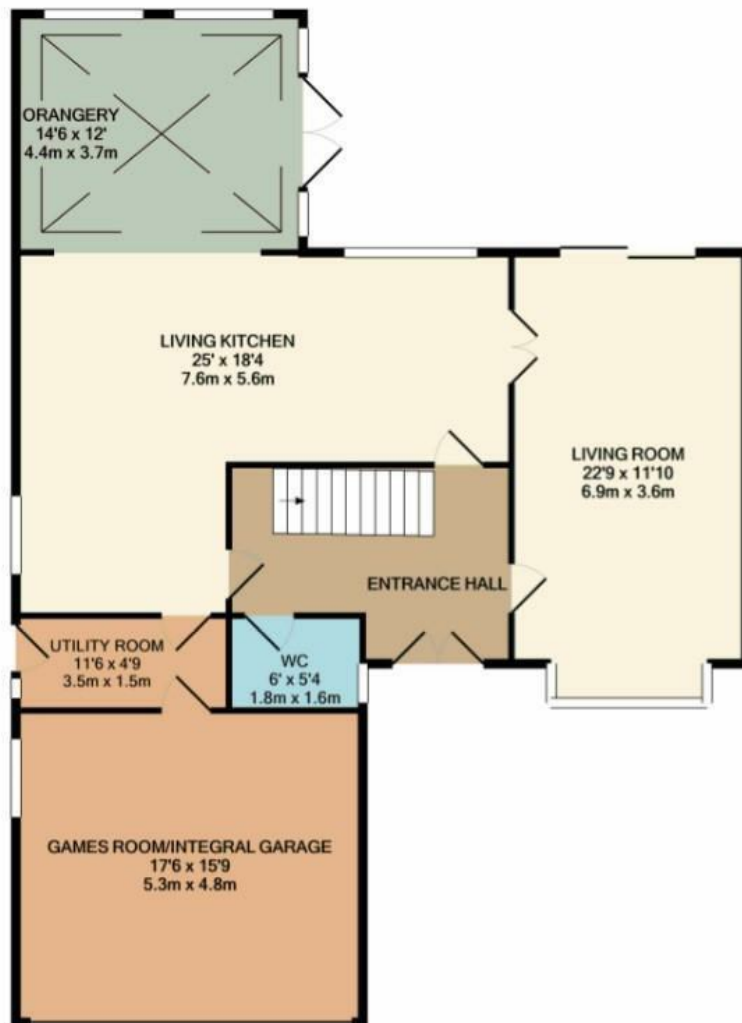 ORANGERY
14'6 x 12'
4.4m x 3.7m
LIVING KITCHEN
25' x 18'4
7.6m x 5.6m
LIVING ROOM
22'9 x 11'10
6.9m x 3.6m
ENTRANCE HALL
UTILITY ROOM
11'6 x 4'9
3.5m x 1.5m
WC
6' x 5'4
1.8m x 1.6m
GAMES ROOM/INTEGRAL GARAGE
17'6 x 15'9
5.3m x 4.8m